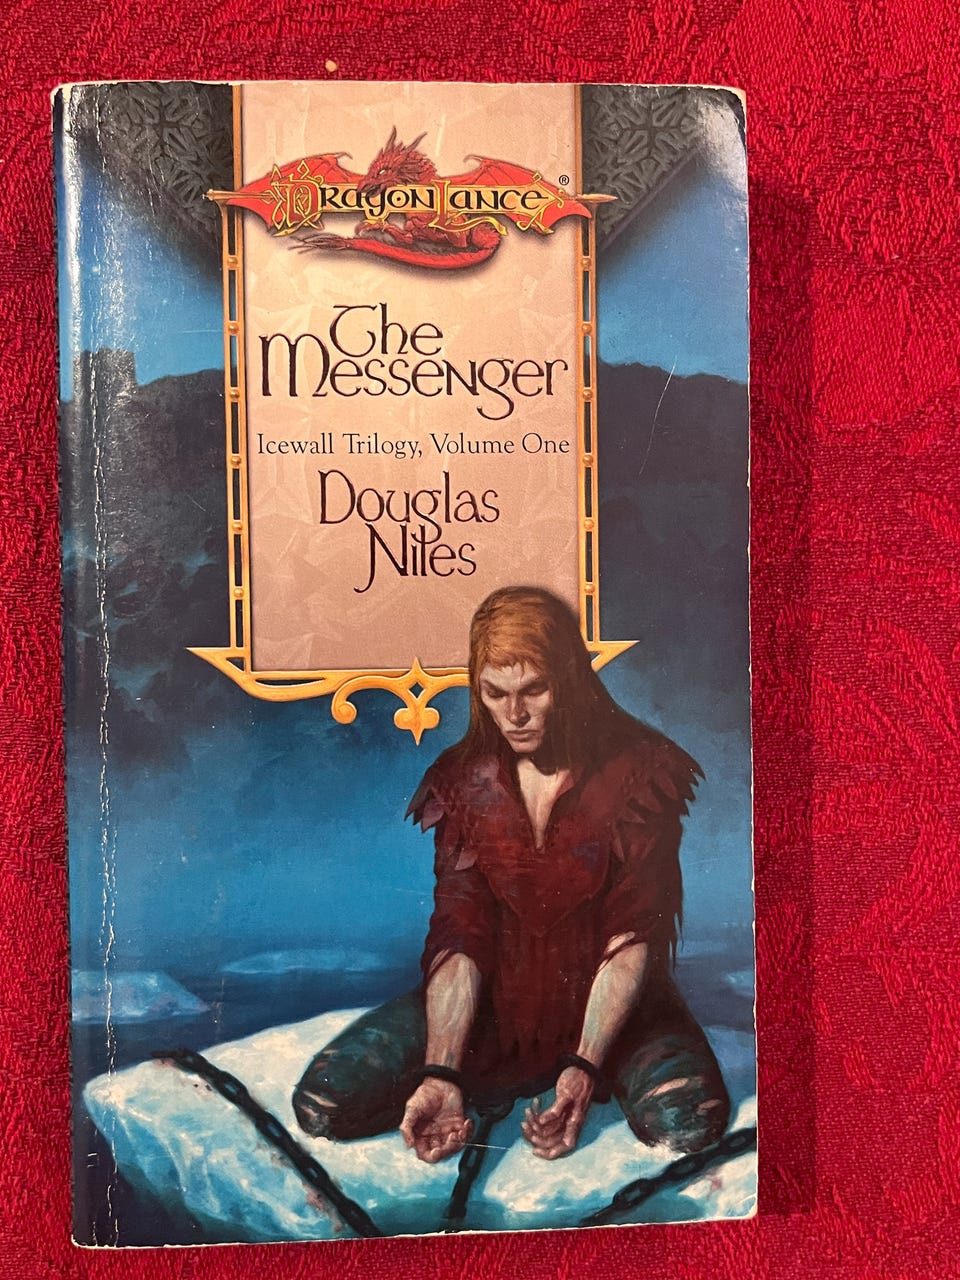 DragonLance®
The
Messenger
Icewall Trilogy, Volume One
Douglas
Niles